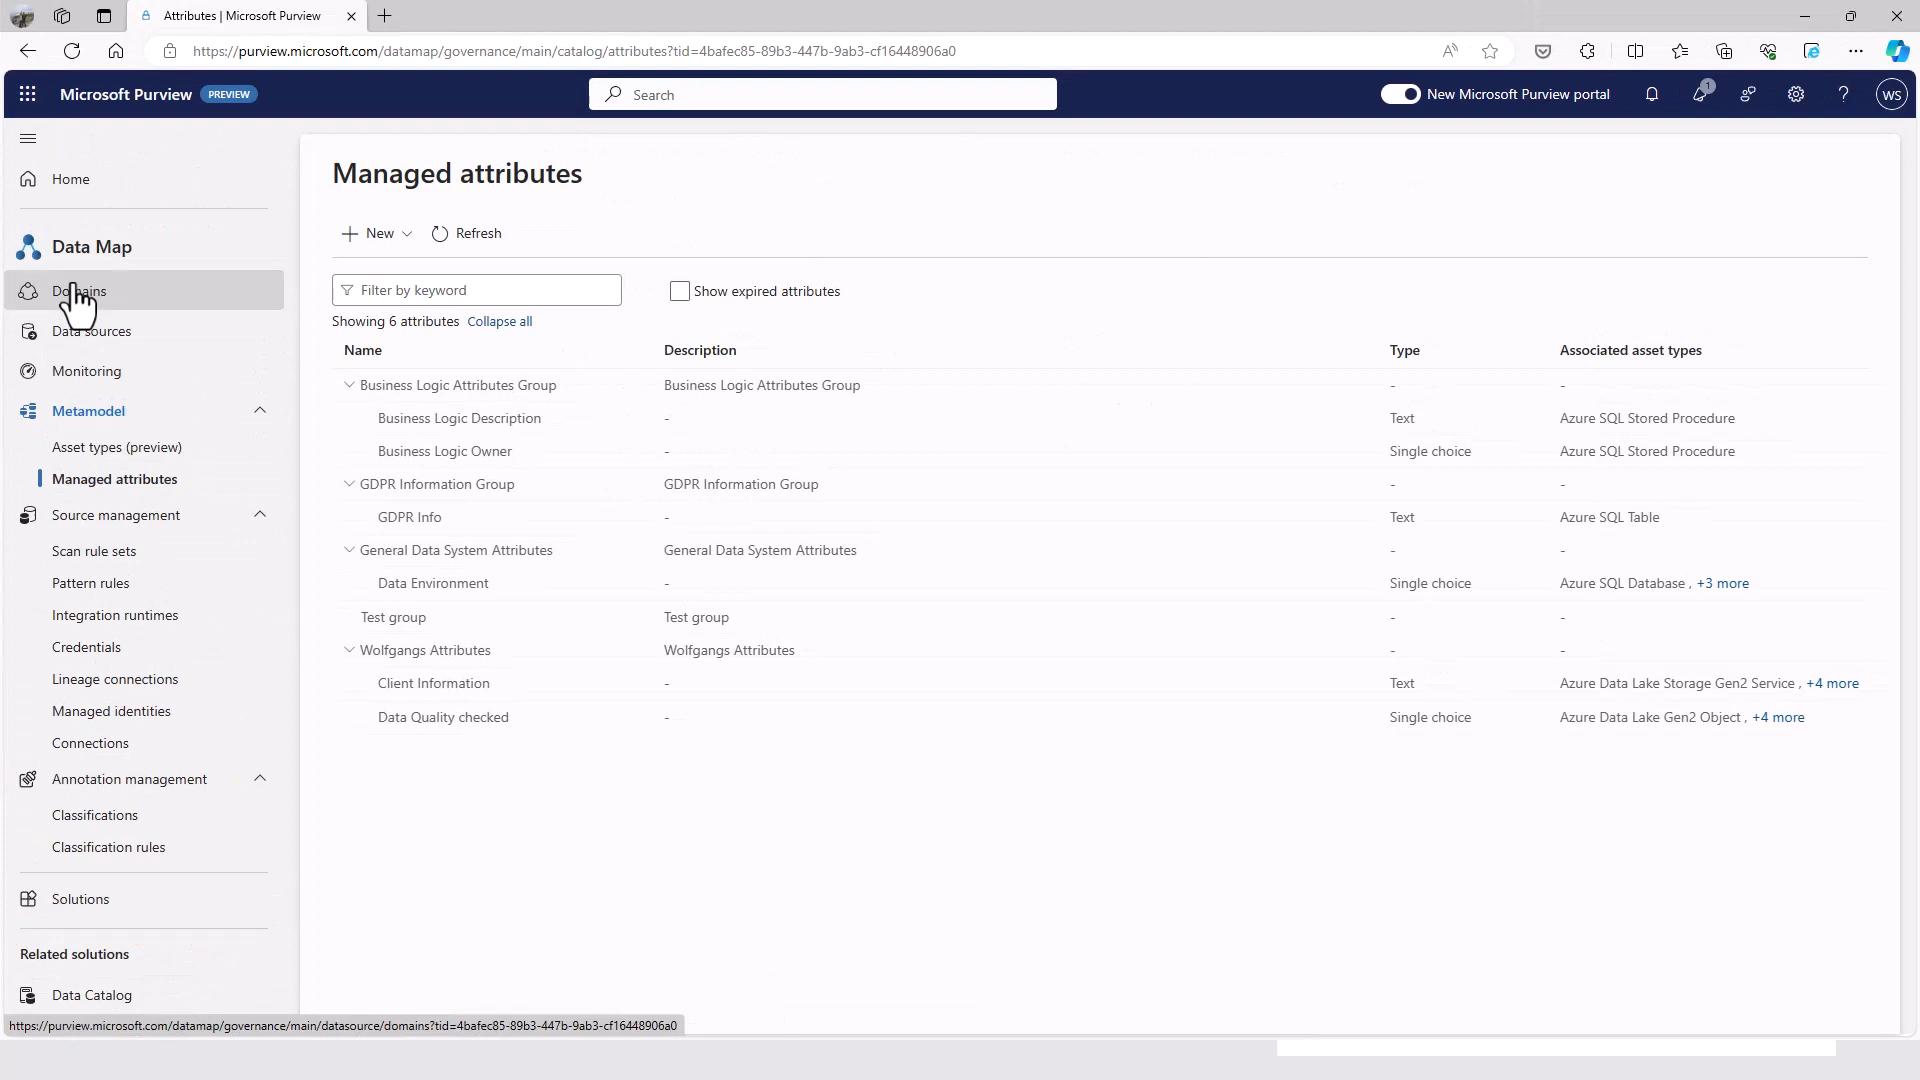 Attributes | Microsoft Purview
https://purview.microsoft.com/datamap/governance/main/catalog/attributes?tid=4bafec85-89b3-447b-9ab3-cf16448906a0
Microsoft Purview PREVIEW
Search
New Microsoft Purview portal
1
?
WS
Home
Data Map
Domains
Data sources
Monitoring
Metamodel
Asset types (preview)
Managed attributes
Source management
Scan rule sets
Pattern rules
Integration runtimes
Credentials
Lineage connections
Managed identities
Connections
Annotation management
Classifications
Classification rules
Solutions
Related solutions
Data Catalog
Managed attributes
New Refresh
Filter by keyword Show expired attributes
Showing 6 attributes Collapse all
Name Description Type Associated asset types
Business Logic Attributes Group Business Logic Attributes Group - -
Business Logic Description - Text Azure SQL Stored Procedure
Business Logic Owner - Single choice Azure SQL Stored Procedure
GDPR Information Group GDPR Information Group - -
GDPR Info - Text Azure SQL Table
General Data System Attributes General Data System Attributes - -
Data Environment - Single choice Azure SQL Database , +3 more
Test group Test group - -
Wolfgangs Attributes Wolfgangs Attributes - -
Client Information - Text Azure Data Lake Storage Gen2 Service , +4 more
Data Quality checked - Single choice Azure Data Lake Gen2 Object , +4 more
https://purview.microsoft.com/datamap/governance/main/datasource/domains?tid=4bafec85-89b3-447b-9ab3-cf16448906a0